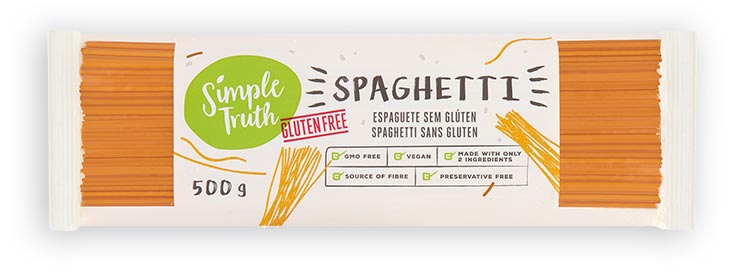 Simple
Truth
GLUTEN FREE
SPAGHETTI
ESPAGUETE SEM GLÚTEN
SPAGHETTI SANS GLUTEN
GMO FREE
VEGAN
MADE WITH ONLY
2 INGREDIENTS
SOURCE OF FIBRE
PRESERVATIVE FREE
500 g